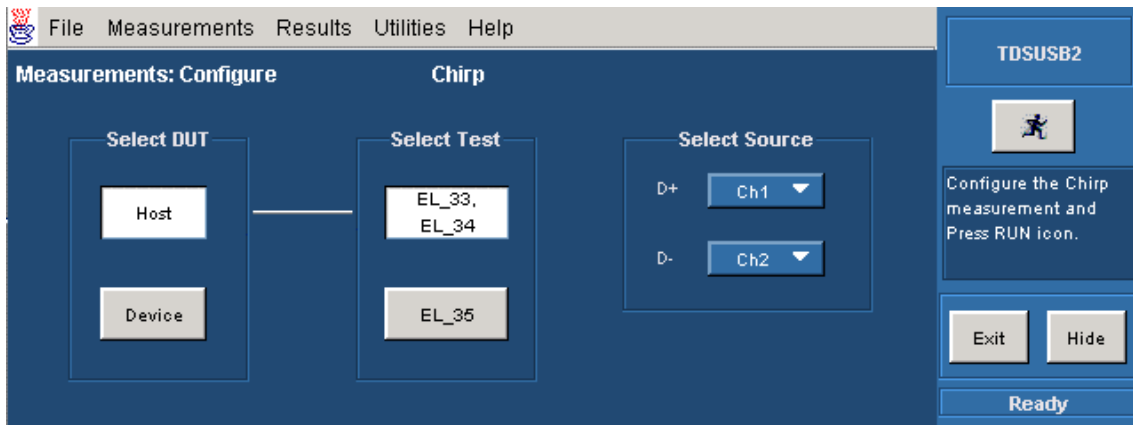 File Measurements Results Utilities Help
Measurements: Configure Chirp
Select DUT
Host
Device
Select Test
EL_33,
EL_34
EL_35
Select Source
D+ Ch1
D- Ch2
TDSUSB2
Configure the Chirp
measurement and
Press RUN icon.
Exit Hide
Ready